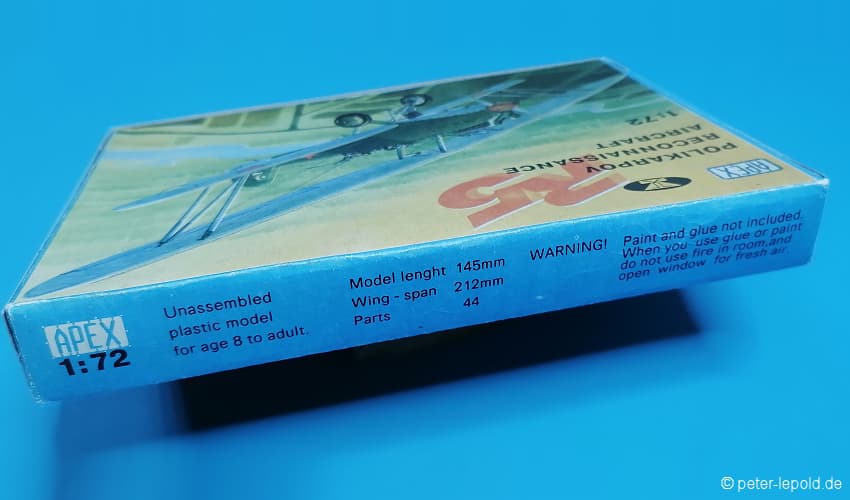 APEX
POLIKARPOV
RECONNAISSANCE
AIRCRAFT
1:72
R-5
APEX
1:72
Unassembled
plastic model
for age 8 to adult.
Model lenght 145mm
Wing - span 212mm
Parts 44
WARNING!
Paint and glue not included.
When you use glue or paint
do not use fire in room,and
open window for fresh air.
© peter-lepold.de